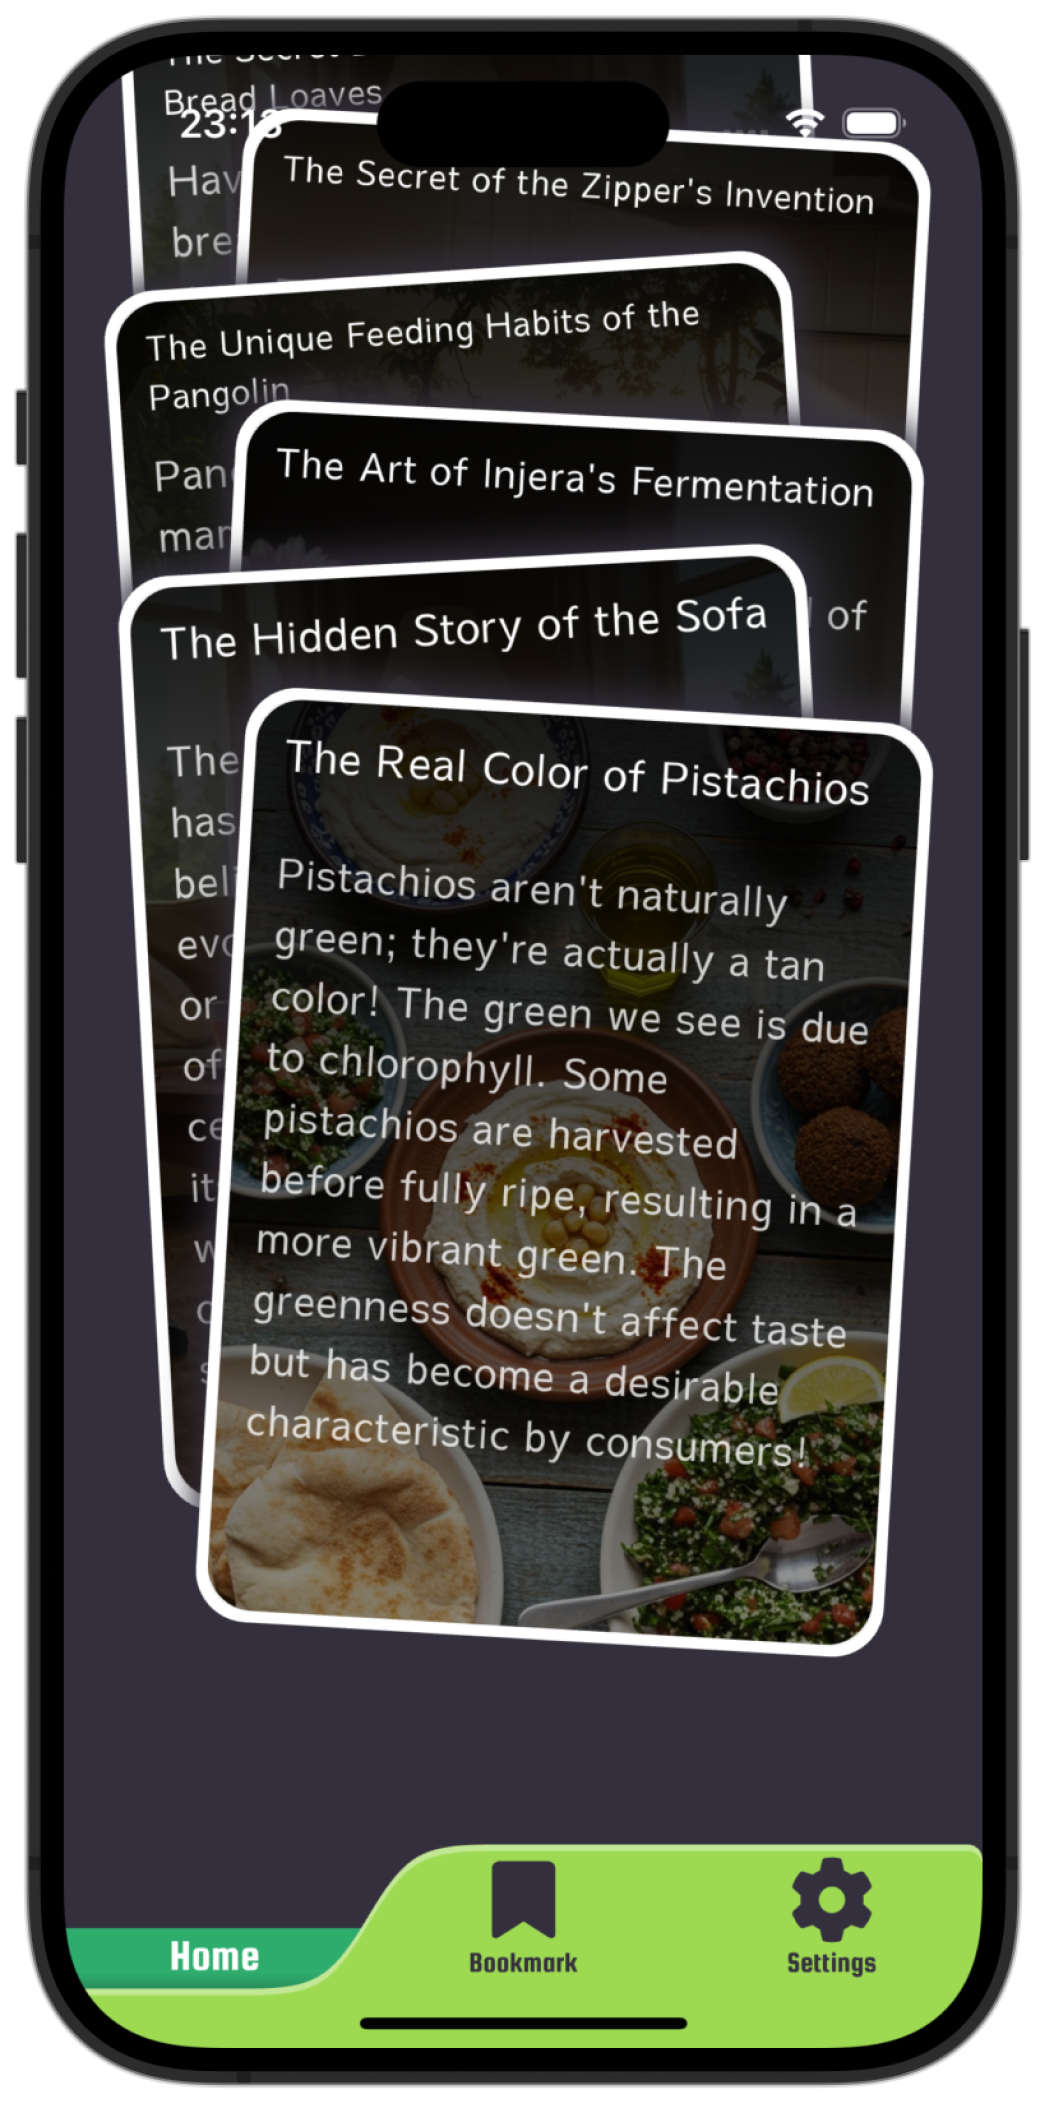 The Secret
Bread Loaves
23:18
Hav
bre
The Secret of the Zipper's Invention
The Unique Feeding Habits of the
Pangolin
Pan
mar
The Art of Injera's Fermentation
of
The Hidden Story of the Sofa
The
has
bel
evo
or
of
ce
it
w
The Real Color of Pistachios
Pistachios aren't naturally
green; they're actually a tan
color! The green we see is due
to chlorophyll. Some
pistachios are harvested
before fully ripe, resulting in a
more vibrant green. The
greenness doesn't affect taste
but has become a desirable
characteristic by consumers!
Home
Bookmark
Settings